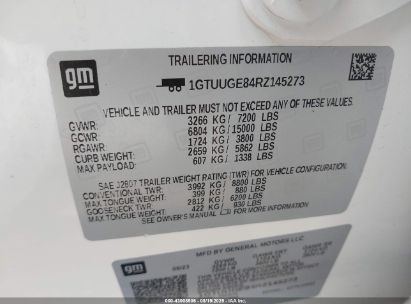 gm
TRAILERING INFORMATION
1GTUUGE84RZ145273
VEHICLE AND TRAILER MUST NOT EXCEED ANY OF THESE VALUES.
GVWR: 3266 KG/ 7200 LBS
GCWR: 6804 KG/ 15000 LBS
RGAWR: 1724 KG/ 3800 LBS
CURB WEIGHT: 2659 KG/ 5862 LBS
MAX PAYLOAD: 607 KG/ 1338 LBS
SAE J2807 TRAILER WEIGHT RATING (TWR) FOR VEHICLE CONFIGURATION.
CONVENTIONAL TWR: 3992 KG/ 8800 LBS
MAX TONGUE WEIGHT: 399 KG/ 880 LBS
GOOSENECK TWR: 2812 KG/ 6200 LBS
MAX TONGUE WEIGHT: 422 KG/ 930 LBS
SEE OWNER'S MANUAL FOR MORE INFORMATION
gm
MFD BY GENERAL MOTORS LLC
GVWR